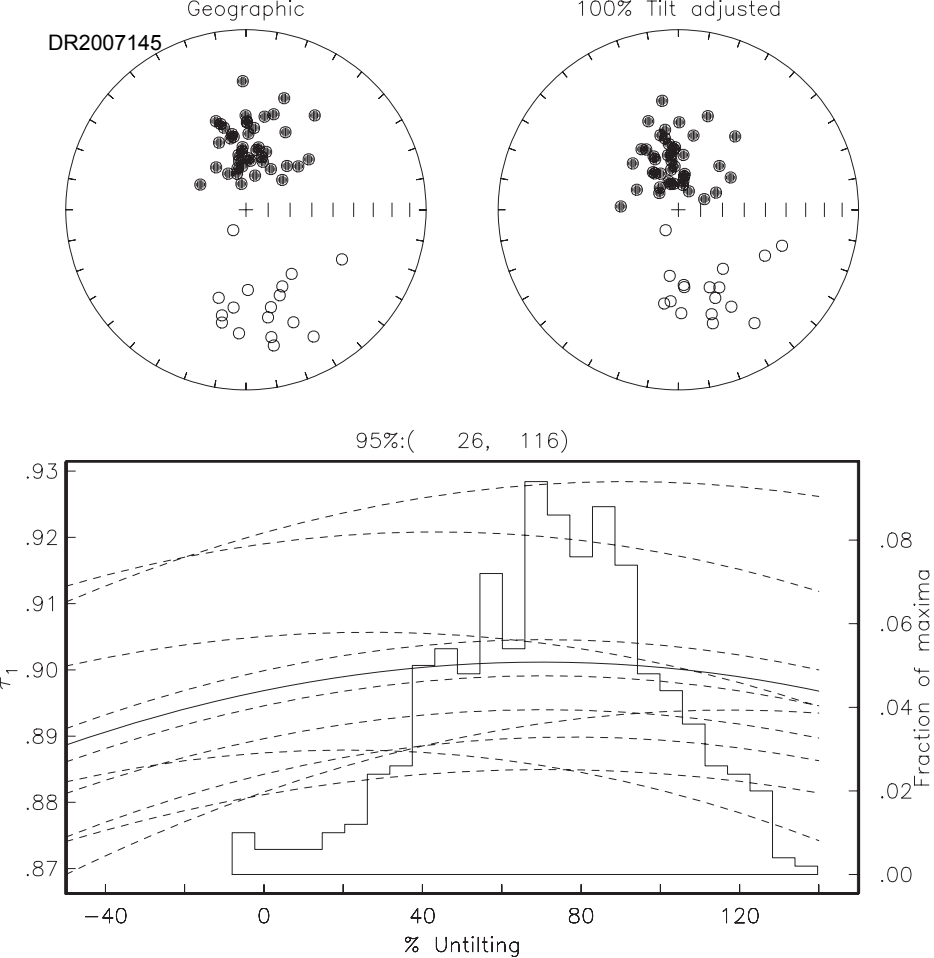 Geographic
100% Tilt adjusted
DR2007145
95%:( 26, 116)
.93
.92
.91
.90
.89
.88
.87
τ1
.08
.06
.04
.02
.00
Fraction of maxima
−40 0 40 80 120
% Untilting